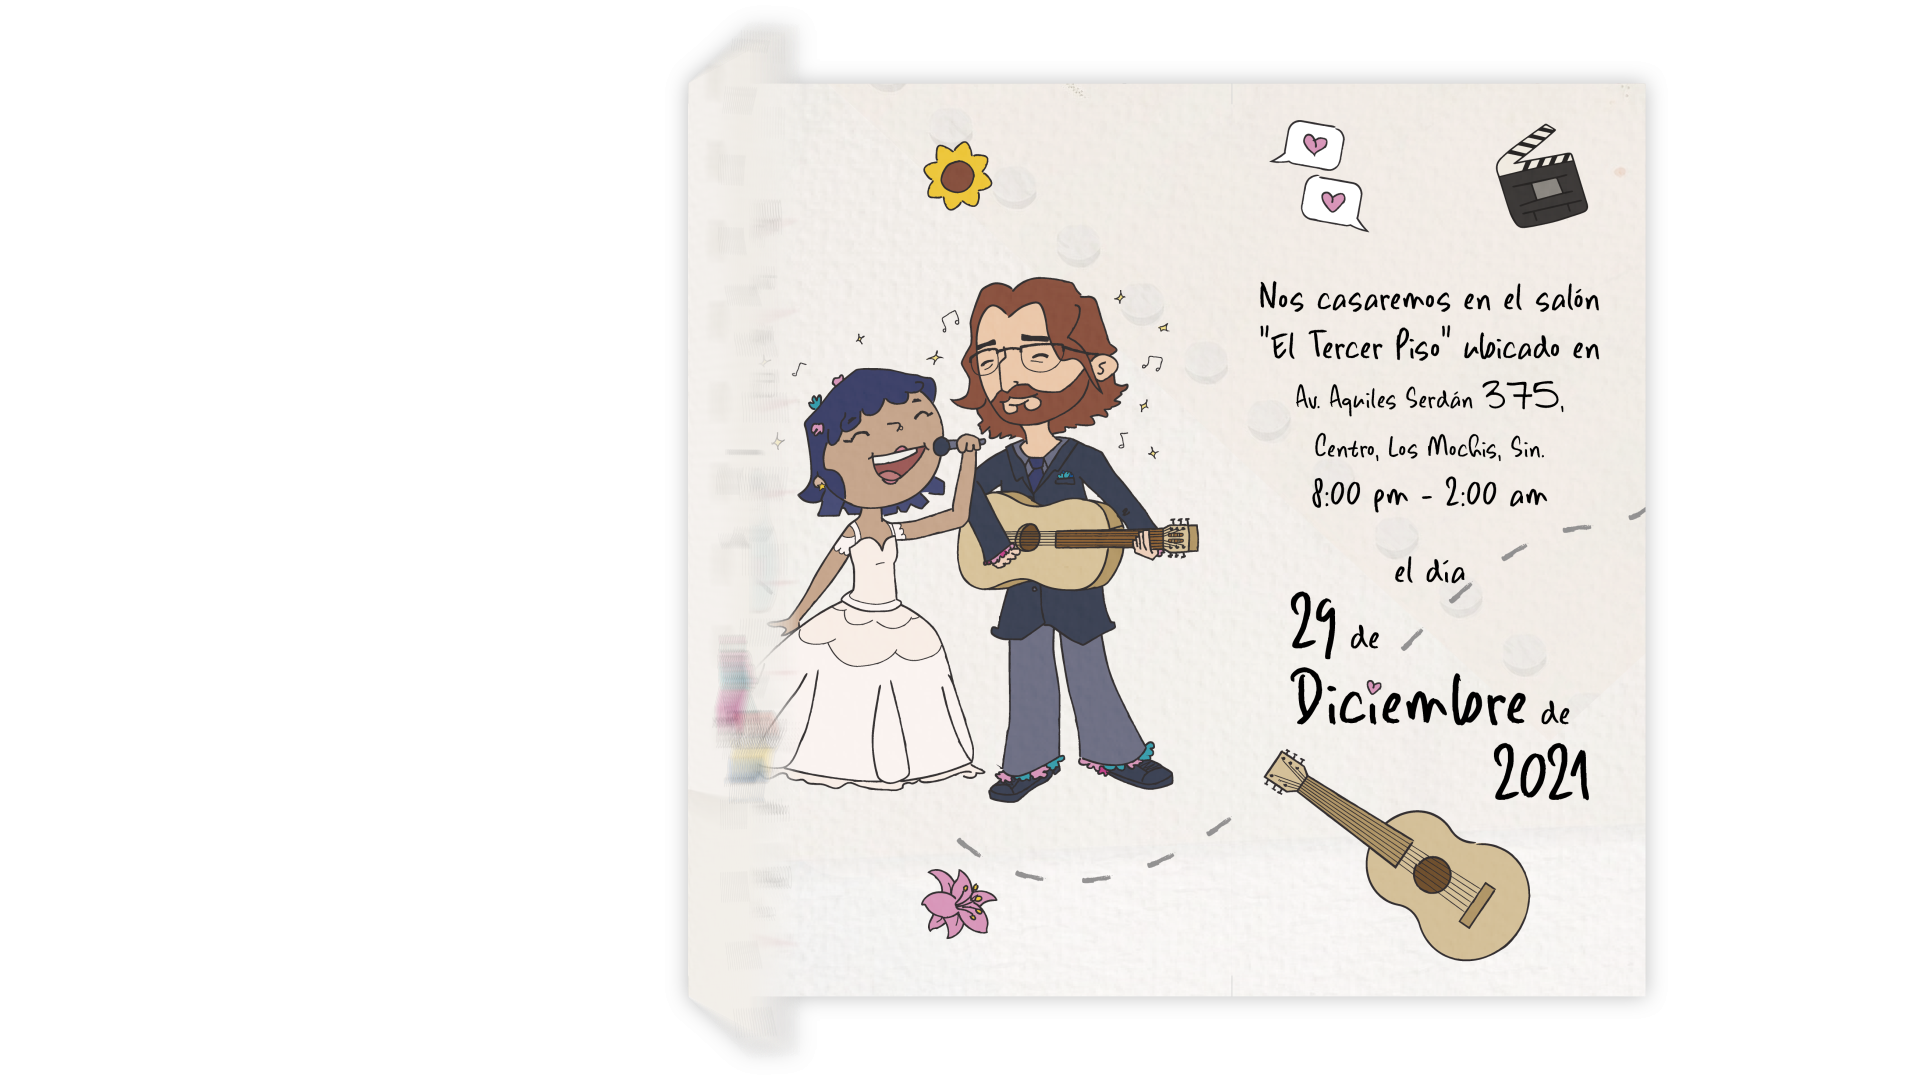 Nos casaremos en el salón
"El Tercer Piso" ubicado en
Av. Aquiles Serdán 375,
Centro, Los Mochis, Sin.
8:00 pm - 2:00 am
el día
29 de
Diciembre de
2021